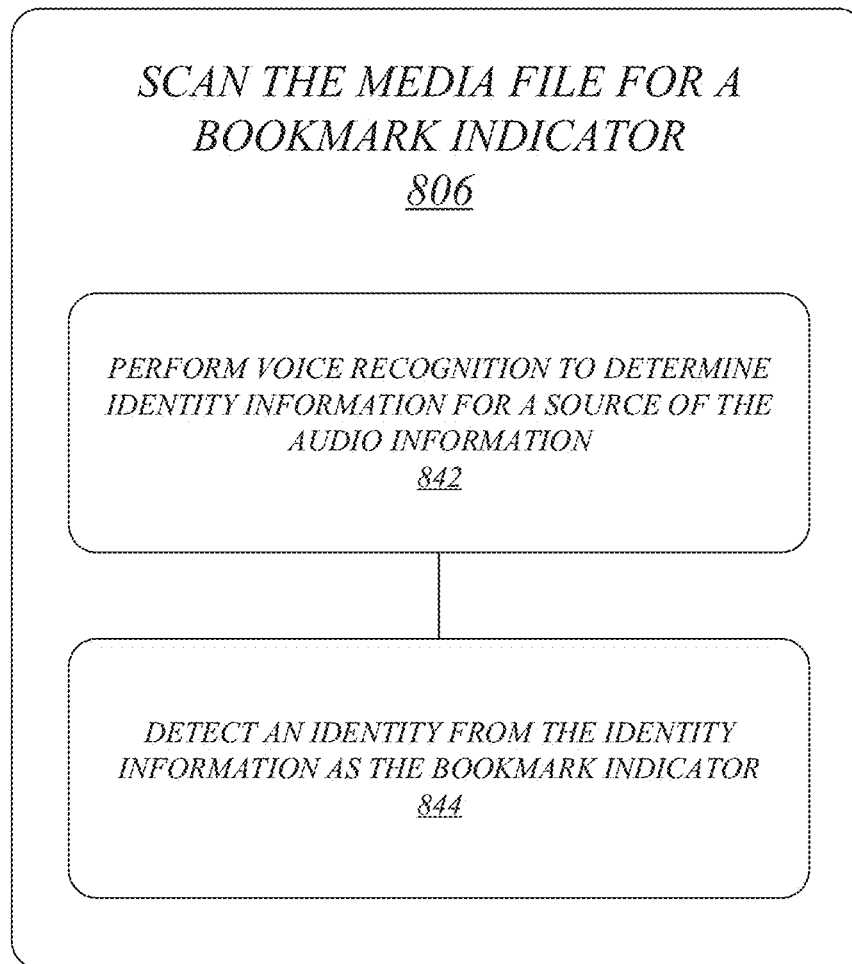 SCAN THE MEDIA FILE FOR A
BOOKMARK INDICATOR
806
PERFORM VOICE RECOGNITION TO DETERMINE
IDENTITY INFORMATION FOR A SOURCE OF THE
AUDIO INFORMATION
842
DETECT AN IDENTITY FROM THE IDENTITY
INFORMATION AS THE BOOKMARK INDICATOR
844